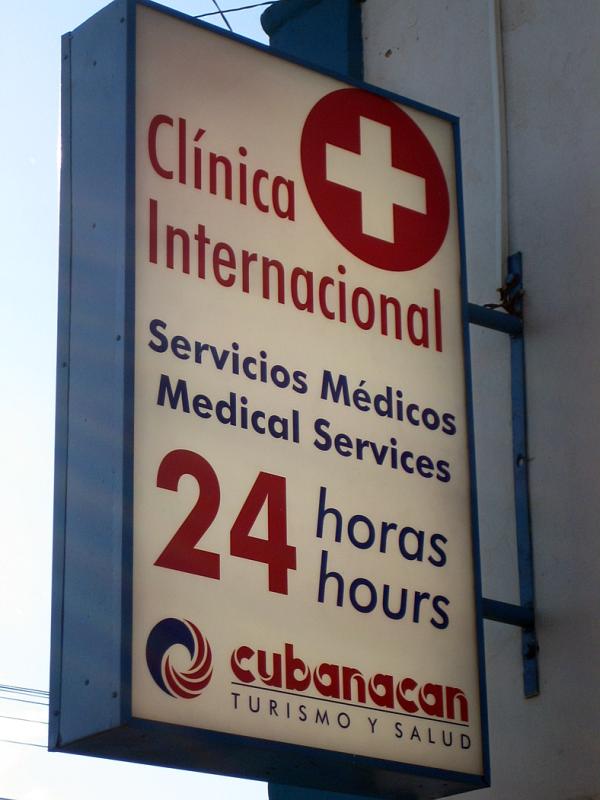 Clínica
Internacional
Servicios Médicos
Medical Services
24 horas
hours
cubanacan
TURISMO Y SALUD